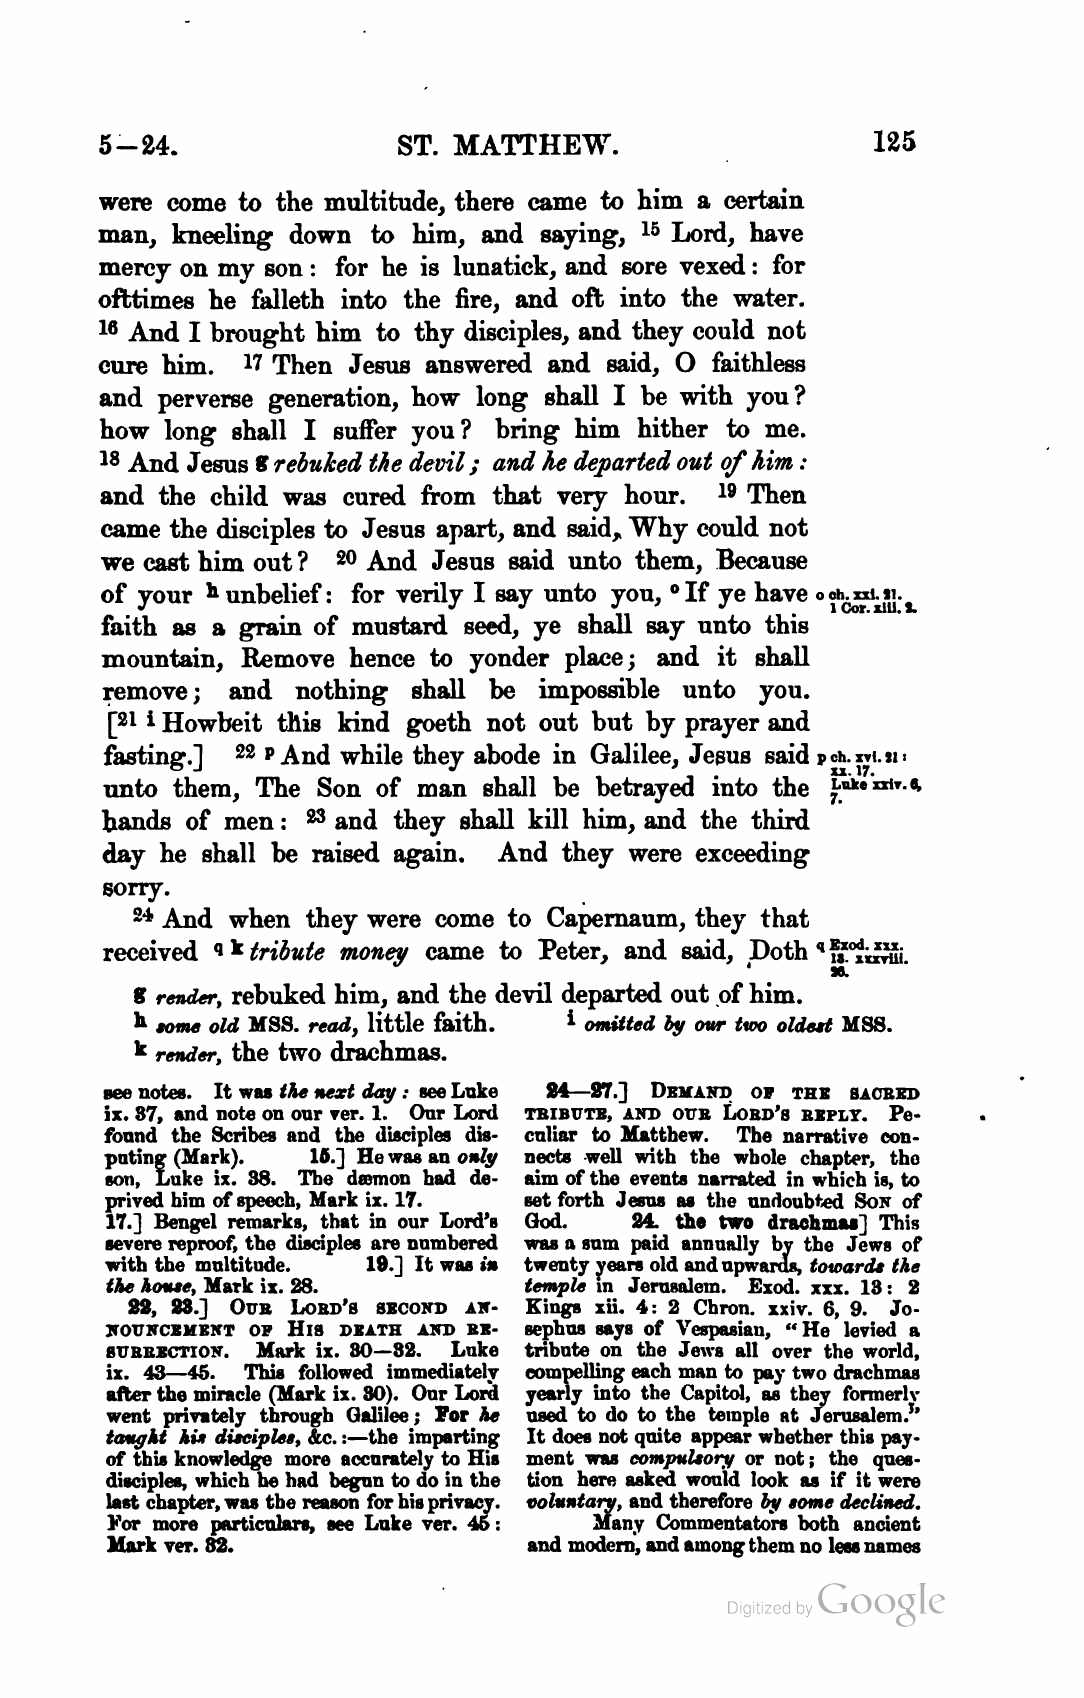 5—24. ST. MATTHEW. 125
were come to the multitude, there came to him a certain
man, kneeling down to him, and saying, 15 Lord, have
mercy on my son: for he is lunatick, and sore vexed: for
ofttimes he falleth into the fire, and oft into the water.
16 And I brought him to thy disciples, and they could not
cure him. 17 Then Jesus answered and said, O faithless
and perverse generation, how long shall I be with you?
how long shall I suffer you? bring him hither to me.
18 And Jesus g rebuked the devil; and he departed out of him:
and the child was cured from that very hour. 19 Then
came the disciples to Jesus apart, and said, Why could not
we cast him out? 20 And Jesus said unto them, Because
of your h unbelief: for verily I say unto you, o If ye have
faith as a grain of mustard seed, ye shall say unto this
mountain, Remove hence to yonder place; and it shall
remove; and nothing shall be impossible unto you.
[21 i Howbeit this kind goeth not out but by prayer and
fasting.] 22 p And while they abode in Galilee, Jesus said
unto them, The Son of man shall be betrayed into the
hands of men: 23 and they shall kill him, and the third
day he shall be raised again. And they were exceeding
sorry.
24 And when they were come to Capernaum, they that
received q k tribute money came to Peter, and said, Doth
o ch. xxi. 21.
1 Cor. xiii. 2.
p ch. xvi. 21:
xx. 17.
Luke xxiv. 6,
7.
q Exod. xxx.
13. xxxviii.
26.
g render, rebuked him, and the devil departed out of him.
h some old MSS. read, little faith. i omitted by our two oldest MSS.
k render, the two drachmas.
see notes. It was the next day: see Luke
ix. 37, and note on our ver. 1. Our Lord
found the Scribes and the disciples dis-
puting (Mark). 15.] He was an only
son, Luke ix. 38. The dæmon had de-
prived him of speech, Mark ix. 17.
17.] Bengel remarks, that in our Lord's
severe reproof, the disciples are numbered
with the multitude. 19.] It was in
the house, Mark ix. 28.
22, 23.] OUR LORD'S SECOND AN-
NOUNCEMENT OF HIS DEATH AND RE-
SURRECTION. Mark ix. 30—32. Luke
ix. 43—45. This followed immediately
after the miracle (Mark ix. 30). Our Lord
went privately through Galilee; For he
taught his disciples, &c.:—the imparting
of this knowledge more accurately to His
disciples, which he had begun to do in the
last chapter, was the reason for his privacy.
For more particulars, see Luke ver. 45:
Mark ver. 32.
24—27.] DEMAND OF THE SACRED
TRIBUTE, AND OUR LORD'S REPLY. Pe-
culiar to Matthew. The narrative con-
nects well with the whole chapter, the
aim of the events narrated in which is, to
set forth Jesus as the undoubted SON of
God. 24. the two drachmas] This
was a sum paid annually by the Jews of
twenty years old and upwards, towards the
temple in Jerusalem. Exod. xxx. 13: 2
Kings xii. 4: 2 Chron. xxiv. 6, 9. Jo-
sephus says of Vespasian, "He levied a
tribute on the Jews all over the world,
compelling each man to pay two drachmas
yearly into the Capitol, as they formerly
used to do to the temple at Jerusalem."
It does not quite appear whether this pay-
ment was compulsory or not; the ques-
tion here asked would look as if it were
voluntary, and therefore by some declined.
Many Commentators both ancient
and modern, and among them no less names
Digitized by Google